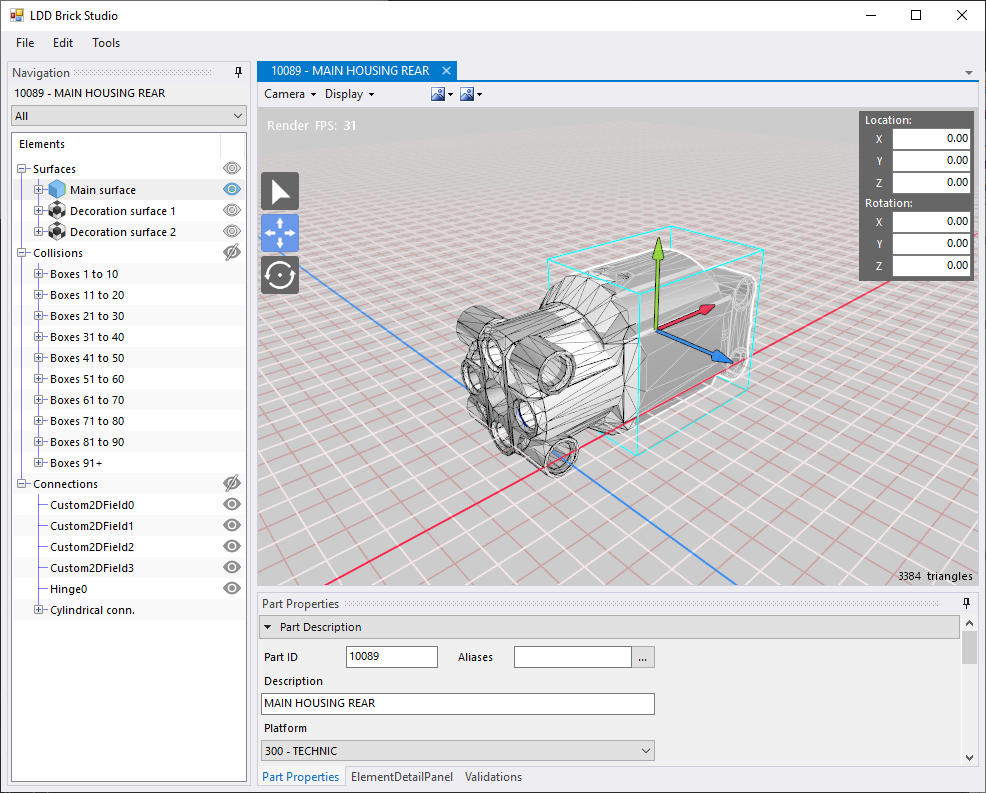 LDD Brick Studio
File Edit Tools
Navigation
10089 - MAIN HOUSING REAR
All
Elements
Surfaces
Main surface
Decoration surface 1
Decoration surface 2
Collisions
Boxes 1 to 10
Boxes 11 to 20
Boxes 21 to 30
Boxes 31 to 40
Boxes 41 to 50
Boxes 51 to 60
Boxes 61 to 70
Boxes 71 to 80
Boxes 81 to 90
Boxes 91+
Connections
Custom2DField0
Custom2DField1
Custom2DField2
Custom2DField3
Hinge0
Cylindrical conn.
10089 - MAIN HOUSING REAR
Camera Display
Render FPS: 31
Location:
X 0.00
Y 0.00
Z 0.00
Rotation:
X 0.00
Y 0.00
Z 0.00
3384 triangles
Part Properties
Part Description
Part ID 10089 Aliases ...
Description
MAIN HOUSING REAR
Platform
300 - TECHNIC
Part Properties ElementDetailPanel Validations